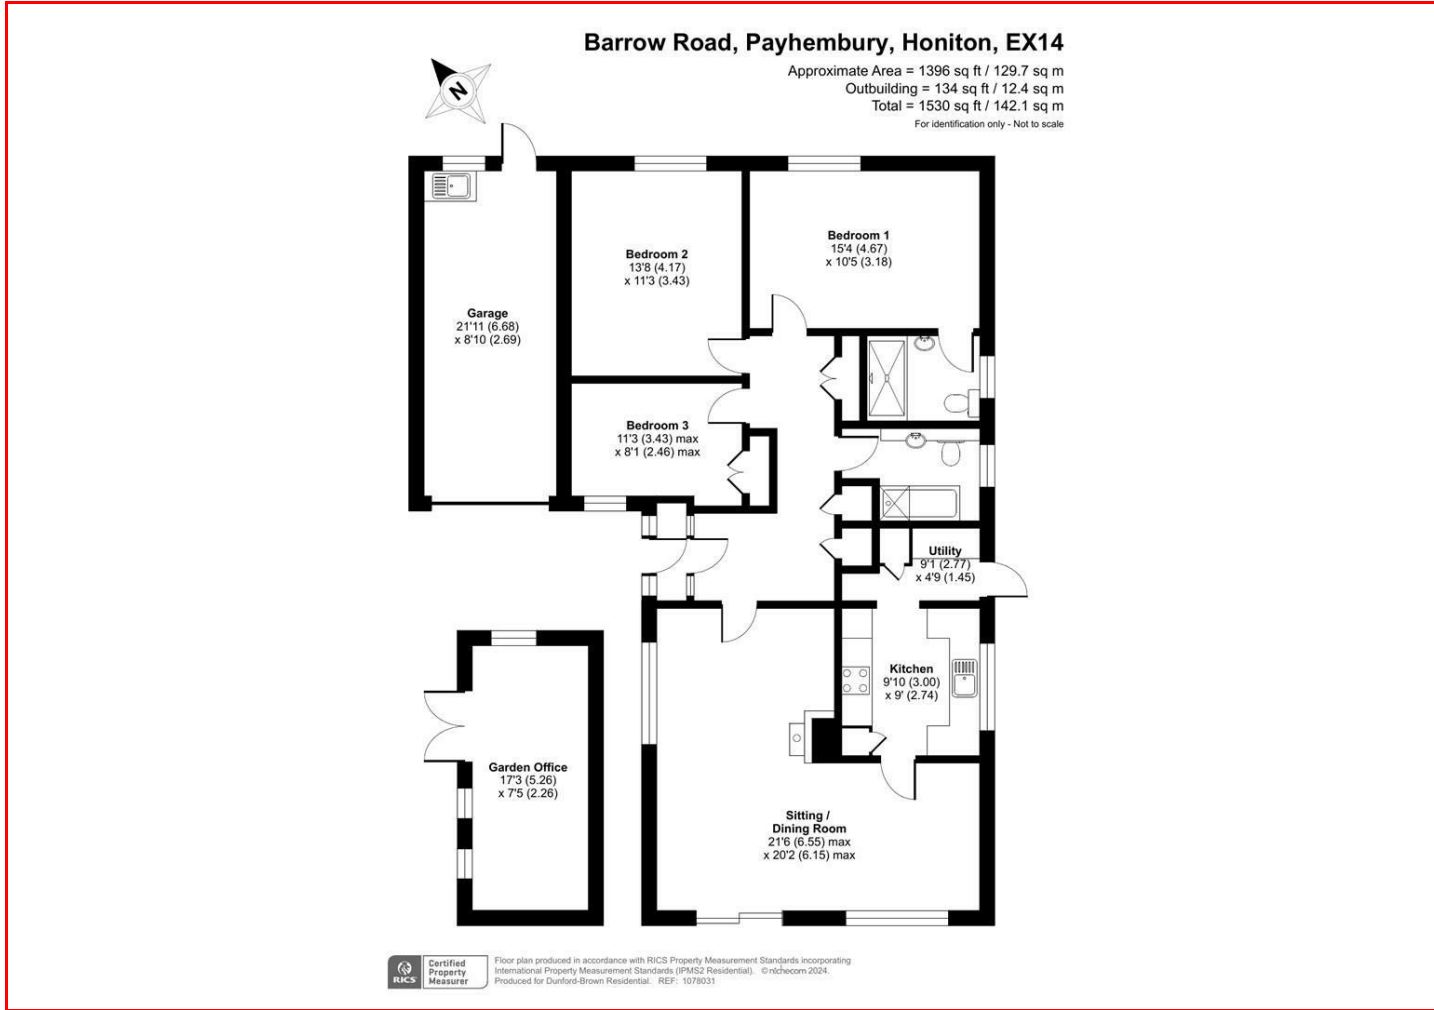 Barrow Road, Payhembury, Honiton, EX14
Approximate Area = 1396 sq ft / 129.7 sq m
Outbuilding = 134 sq ft / 12.4 sq m
Total = 1530 sq ft / 142.1 sq m
For identification only - Not to scale
N
Bedroom 1
15'4 (4.67)
x 10'5 (3.18)
Bedroom 2
13'8 (4.17)
x 11'3 (3.43)
Garage
21'11 (6.68)
x 8'10 (2.69)
Bedroom 3
11'3 (3.43) max
x 8'1 (2.46) max
Utility
9'1 (2.77)
x 4'9 (1.45)
Kitchen
9'10 (3.00)
x 9' (2.74)
Garden Office
17'3 (5.26)
x 7'5 (2.26)
Sitting /
Dining Room
21'6 (6.55) max
x 20'2 (6.15) max
RICS
Certified
Property
Measurer
Floor plan produced in accordance with RICS Property Measurement Standards incorporating
International Property Measurement Standards (IPMS2 Residential). ©nichecom 2024.
Produced for Dunford-Brown Residential. REF: 1078031